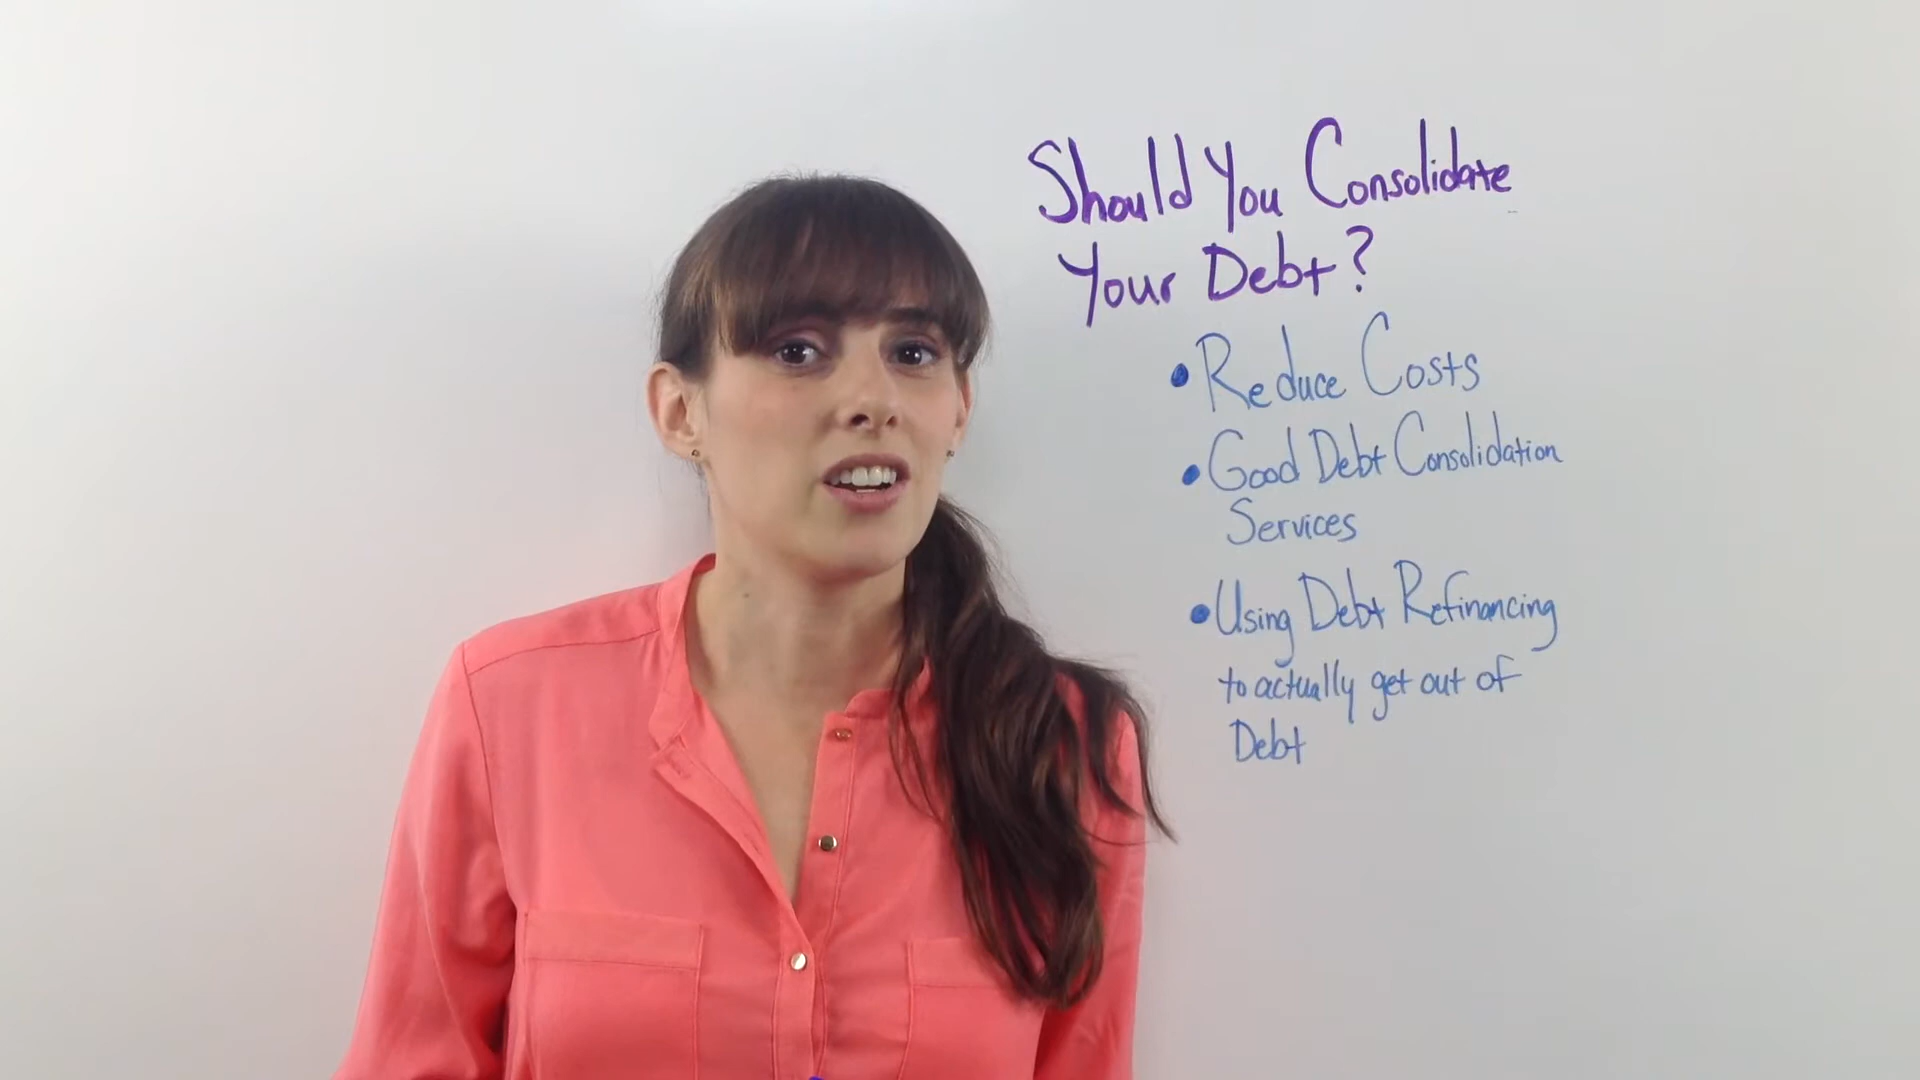 Should You Consolidate
Your Debt?
• Reduce Costs
• Good Debt Consolidation
Services
• Using Debt Refinancing
to actually get out of
Debt